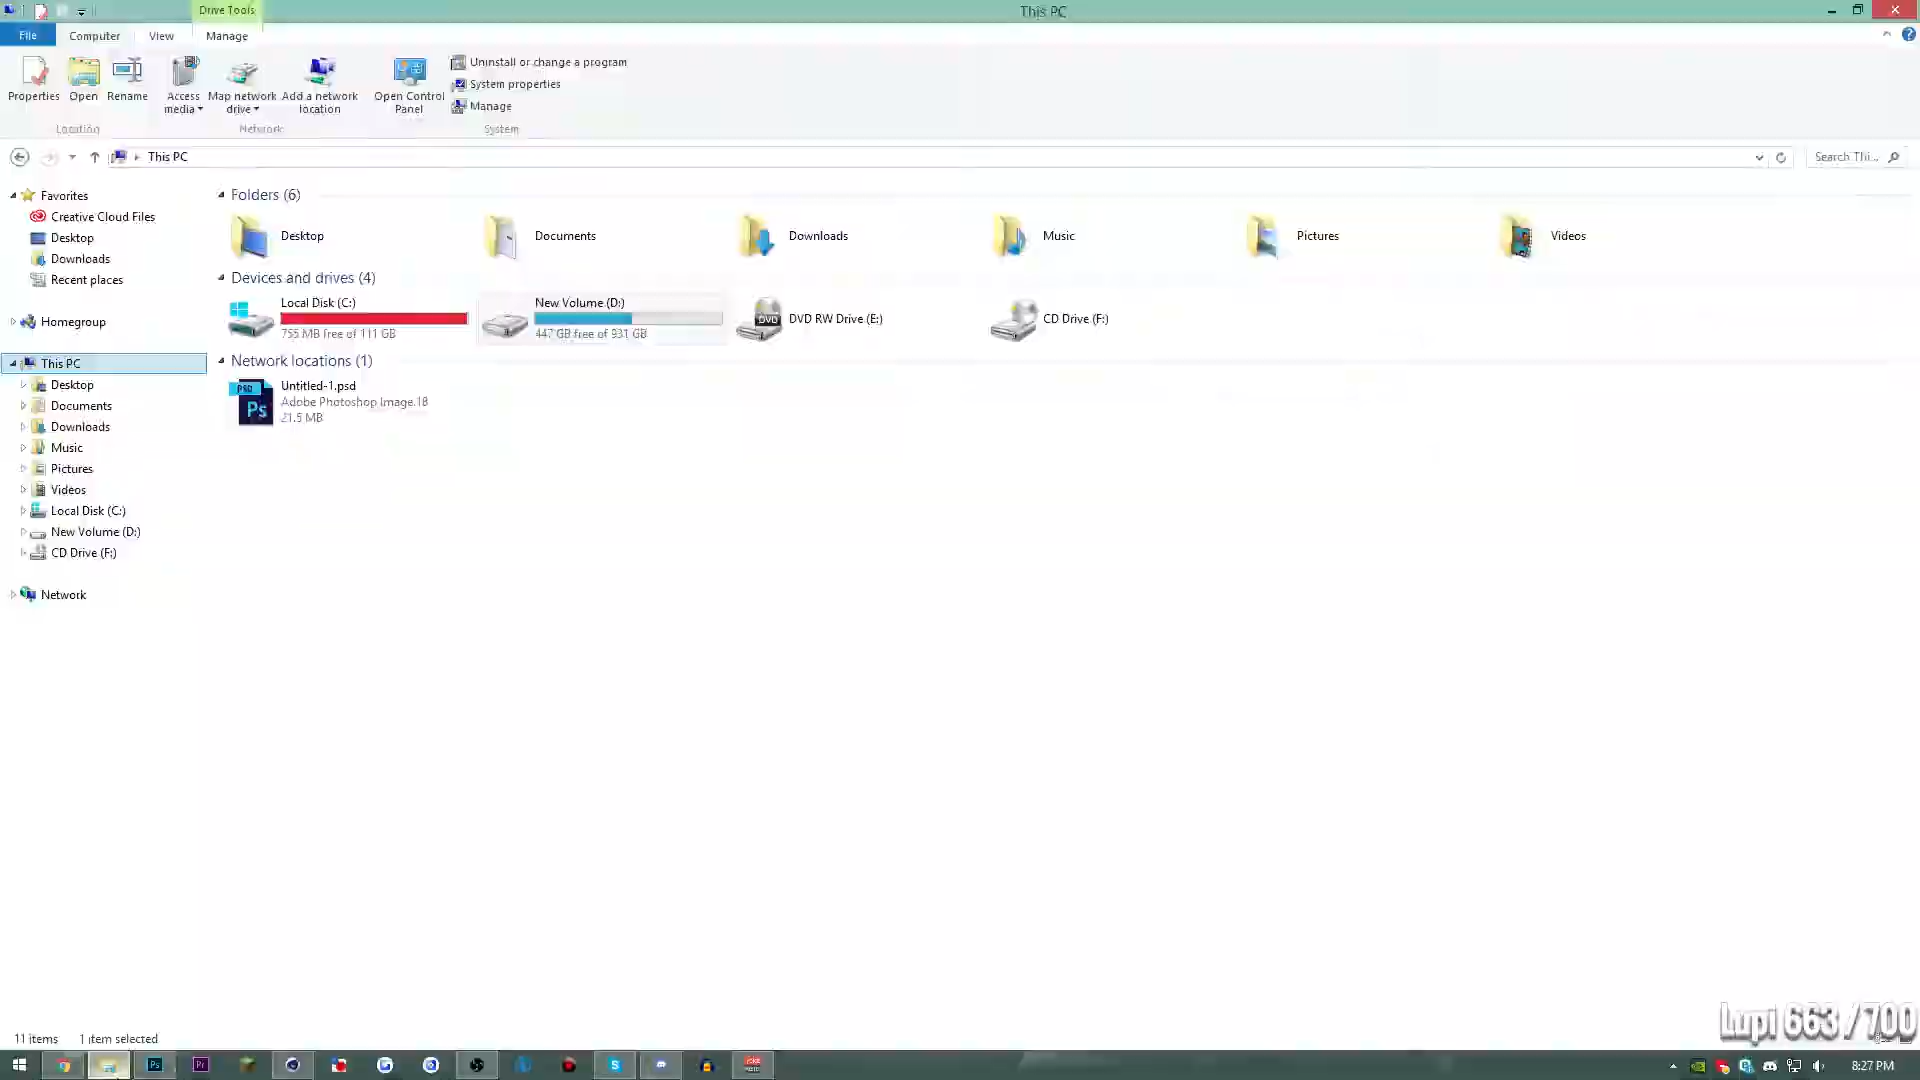 Drive Tools
This PC
File Computer View Manage
Properties Open Rename Access media Map network drive Add a network location Open Control Panel
Uninstall or change a program
System properties
Manage
Location Network System
This PC
Search Thi...
Favorites
Creative Cloud Files
Desktop
Downloads
Recent places
Homegroup
This PC
Desktop
Documents
Downloads
Music
Pictures
Videos
Local Disk (C:)
New Volume (D:)
CD Drive (F:)
Network
Folders (6)
Desktop Documents Downloads Music Pictures Videos
Devices and drives (4)
Local Disk (C:)
755 MB free of 111 GB
New Volume (D:)
447 GB free of 931 GB
DVD RW Drive (E:)
CD Drive (F:)
Network locations (1)
Untitled-1.psd
Adobe Photoshop Image.18
21.5 MB
Lupi 663/700
11 items 1 item selected
8:27 PM